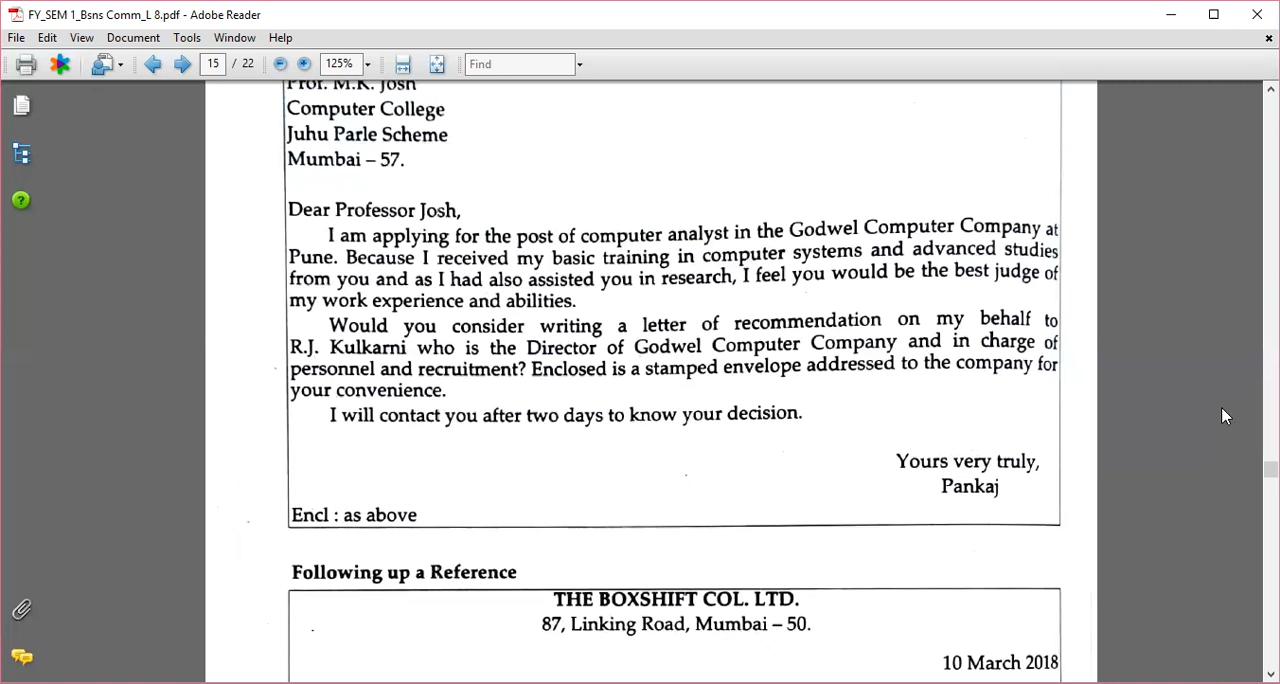 FY_SEM 1_Bsns Comm_L 8.pdf - Adobe Reader
File Edit View Document Tools Window Help
15 / 22 125% Find
Prof. M.K. Josh
Computer College
Juhu Parle Scheme
Mumbai – 57.
Dear Professor Josh,
I am applying for the post of computer analyst in the Godwel Computer Company at
Pune. Because I received my basic training in computer systems and advanced studies
from you and as I had also assisted you in research, I feel you would be the best judge of
my work experience and abilities.
Would you consider writing a letter of recommendation on my behalf to
R.J. Kulkarni who is the Director of Godwel Computer Company and in charge of
personnel and recruitment? Enclosed is a stamped envelope addressed to the company for
your convenience.
I will contact you after two days to know your decision.
Yours very truly,
Pankaj
Encl : as above
Following up a Reference
THE BOXSHIFT COL. LTD.
87, Linking Road, Mumbai – 50.
10 March 2018